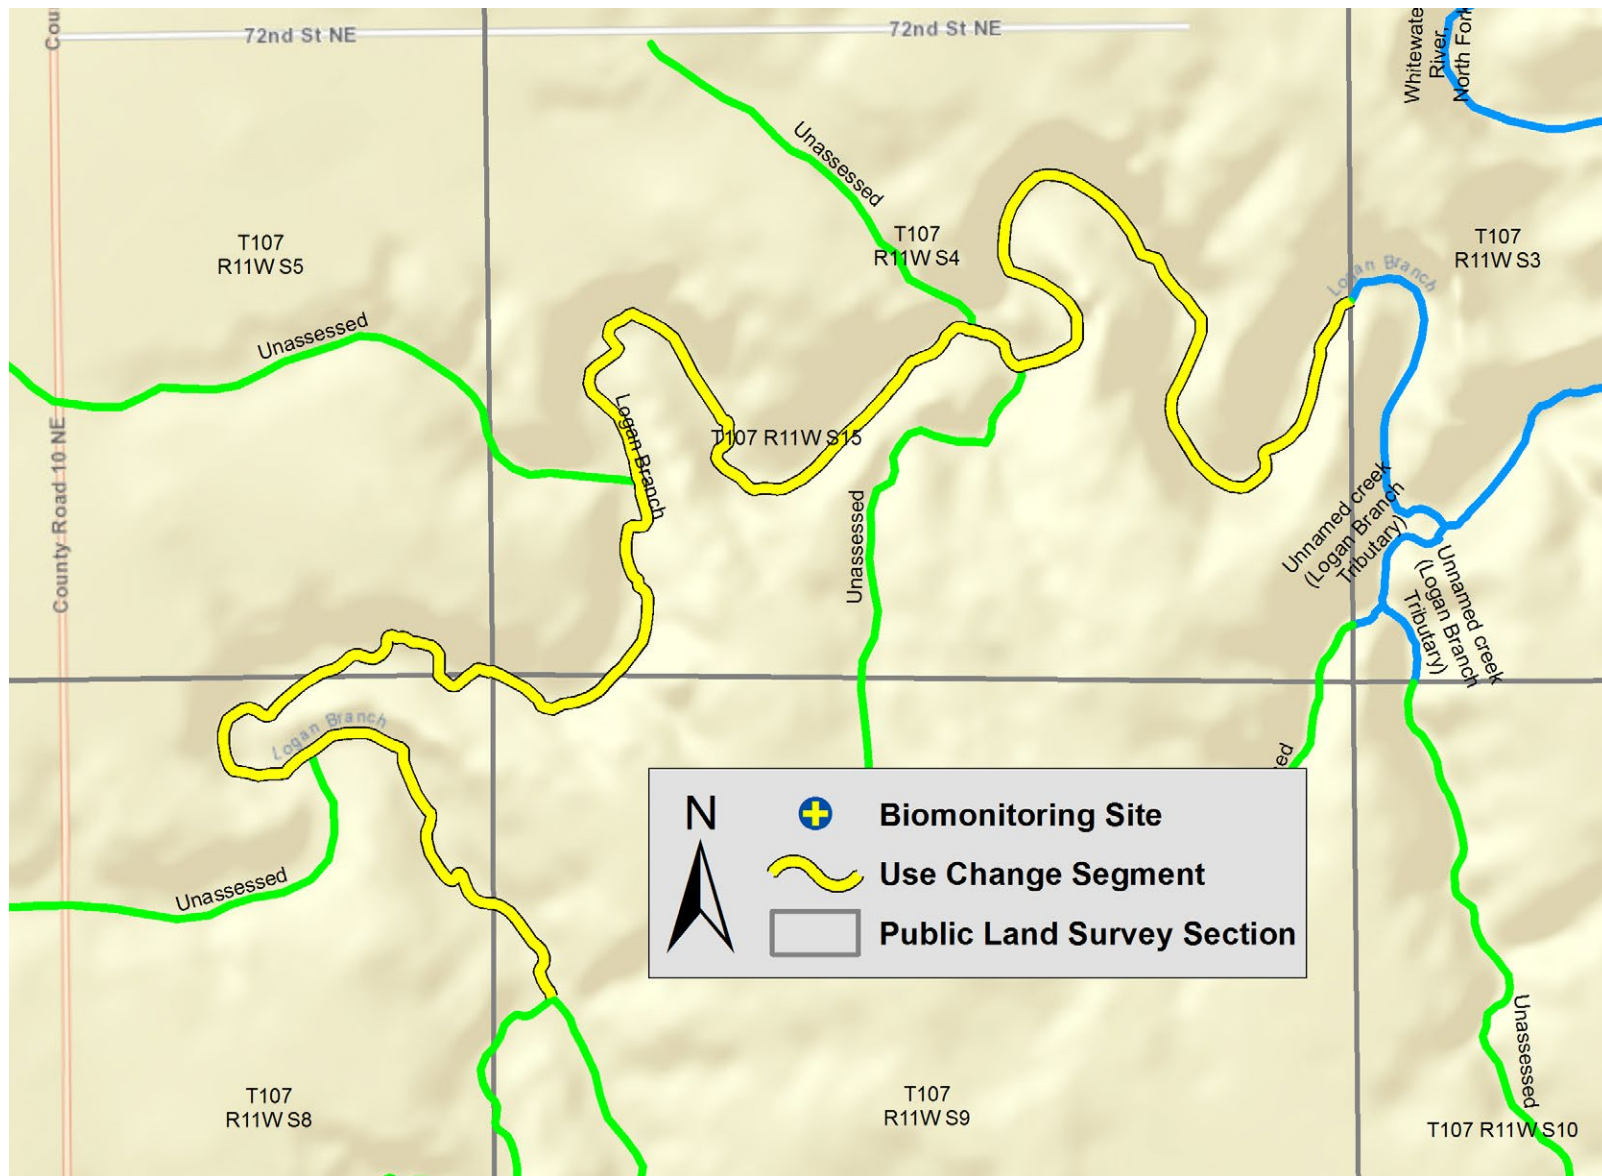 72nd St NE
72nd St NE
Cou
Whitewate
River,
North Fork
Unassessed
T107
R11W S5
T107
R11W S4
T107
R11W S3
Logan Branch
Unassessed
Logan Branch
T107 R11W S15
County Road 10 NE
Unassessed
Unnamed creek
(Logan Branch
Tributary)
Unnamed creek
(Logan Branch
Tributary)
Logan Branch
sed
Unassessed
N
Biomonitoring Site
Use Change Segment
Public Land Survey Section
Unassessed
T107
R11W S8
T107
R11W S9
T107 R11W S10